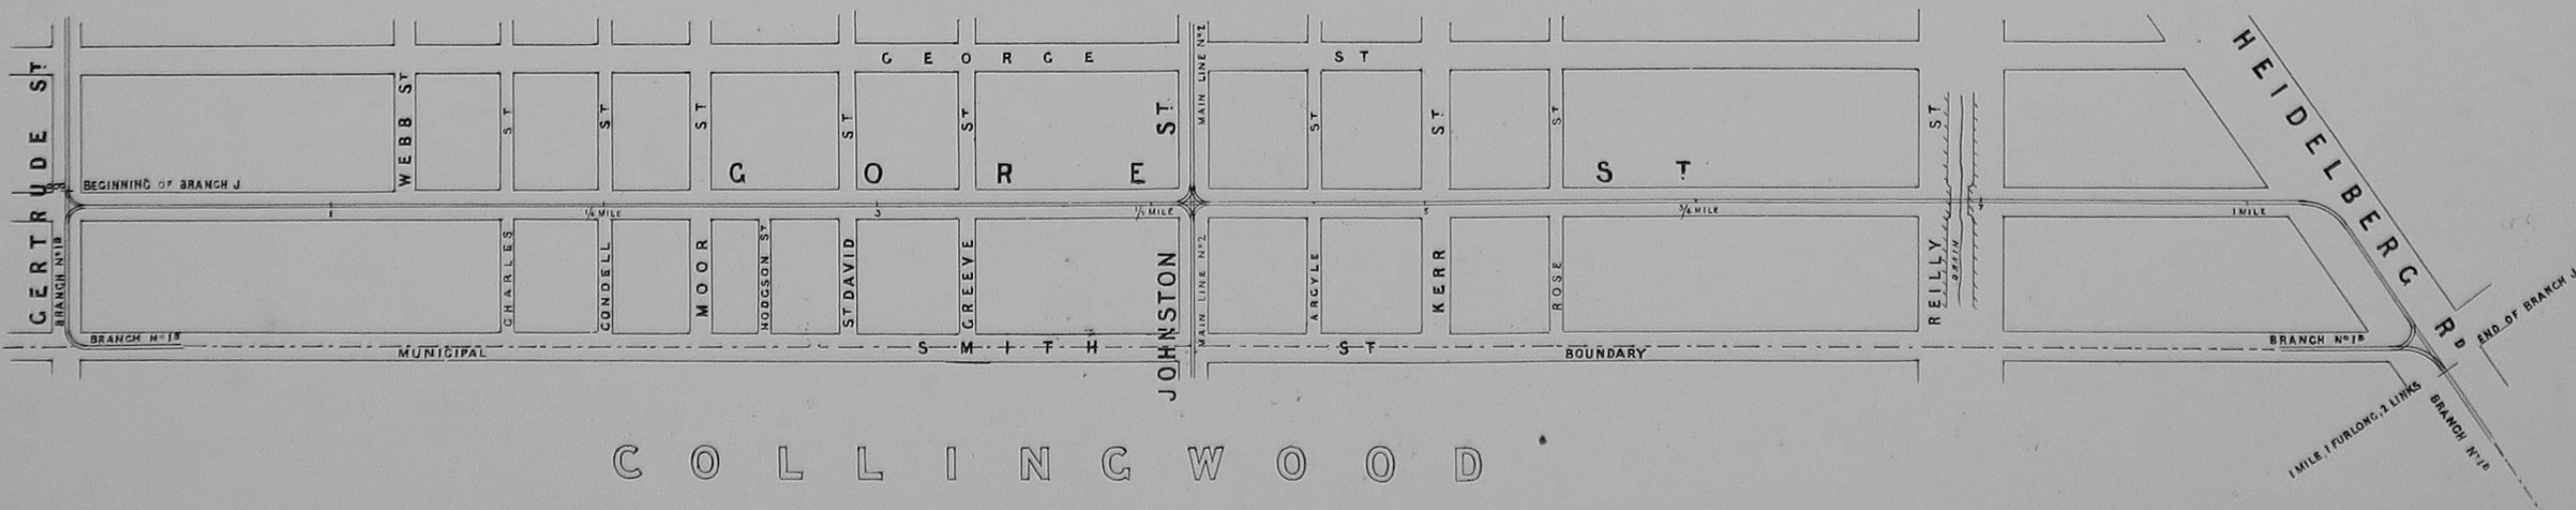 GEORGE ST
HEIDELBERG RD
GERTRUDE ST
WEBB ST
ST
ST
ST
ST
ST
ST
MAIN LINE No 2
ST
ST
ST
ST
GORE ST
BEGINNING OF BRANCH J
1
1/4 MILE
3
1/2 MILE
5
3/4 MILE
7
1 MILE
BRANCH No 1B
CHARLES
CONDELL
MOOR
HODGSON ST
ST DAVID
GREEVE
JOHNSTON
MAIN LINE No 2
ARGYLE
KERR
ROSE
REILLY
DRAIN
END OF BRANCH J
BRANCH No 1B
SMITH ST
BRANCH No 1B
MUNICIPAL BOUNDARY
1 MILE, 1 FURLONG, 2 LINKS
BRANCH No 1B
COLLINGWOOD